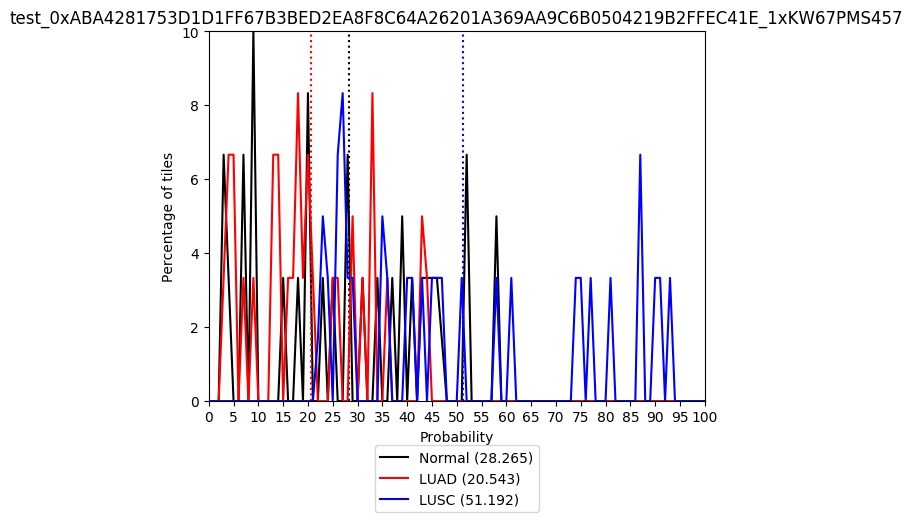 test_0xABA4281753D1D1FF67B3BED2EA8F8C64A26201A369AA9C6B0504219B2FFEC41E_1xKW67PMS457
10
8
6
4
2
0
Percentage of tiles
0 5 10 15 20 25 30 35 40 45 50 55 60 65 70 75 80 85 90 95 100
Probability
Normal (28.265)
LUAD (20.543)
LUSC (51.192)